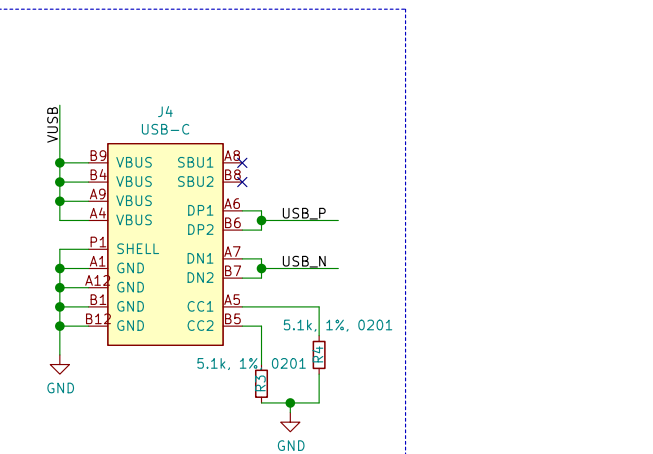 J4
USB-C
VUSB
B9 VBUS SBU1 A8
B4 VBUS SBU2 B8
A9 VBUS
A4 VBUS
DP1 A6
DP2 B6
USB_P
P1 SHELL
A1 GND
A12 GND
B1 GND
B12 GND
DN1 A7
DN2 B7
USB_N
CC1 A5
CC2 B5
5.1k, 1%, 0201
R4
5.1k, 1%, 0201
R3
GND
GND